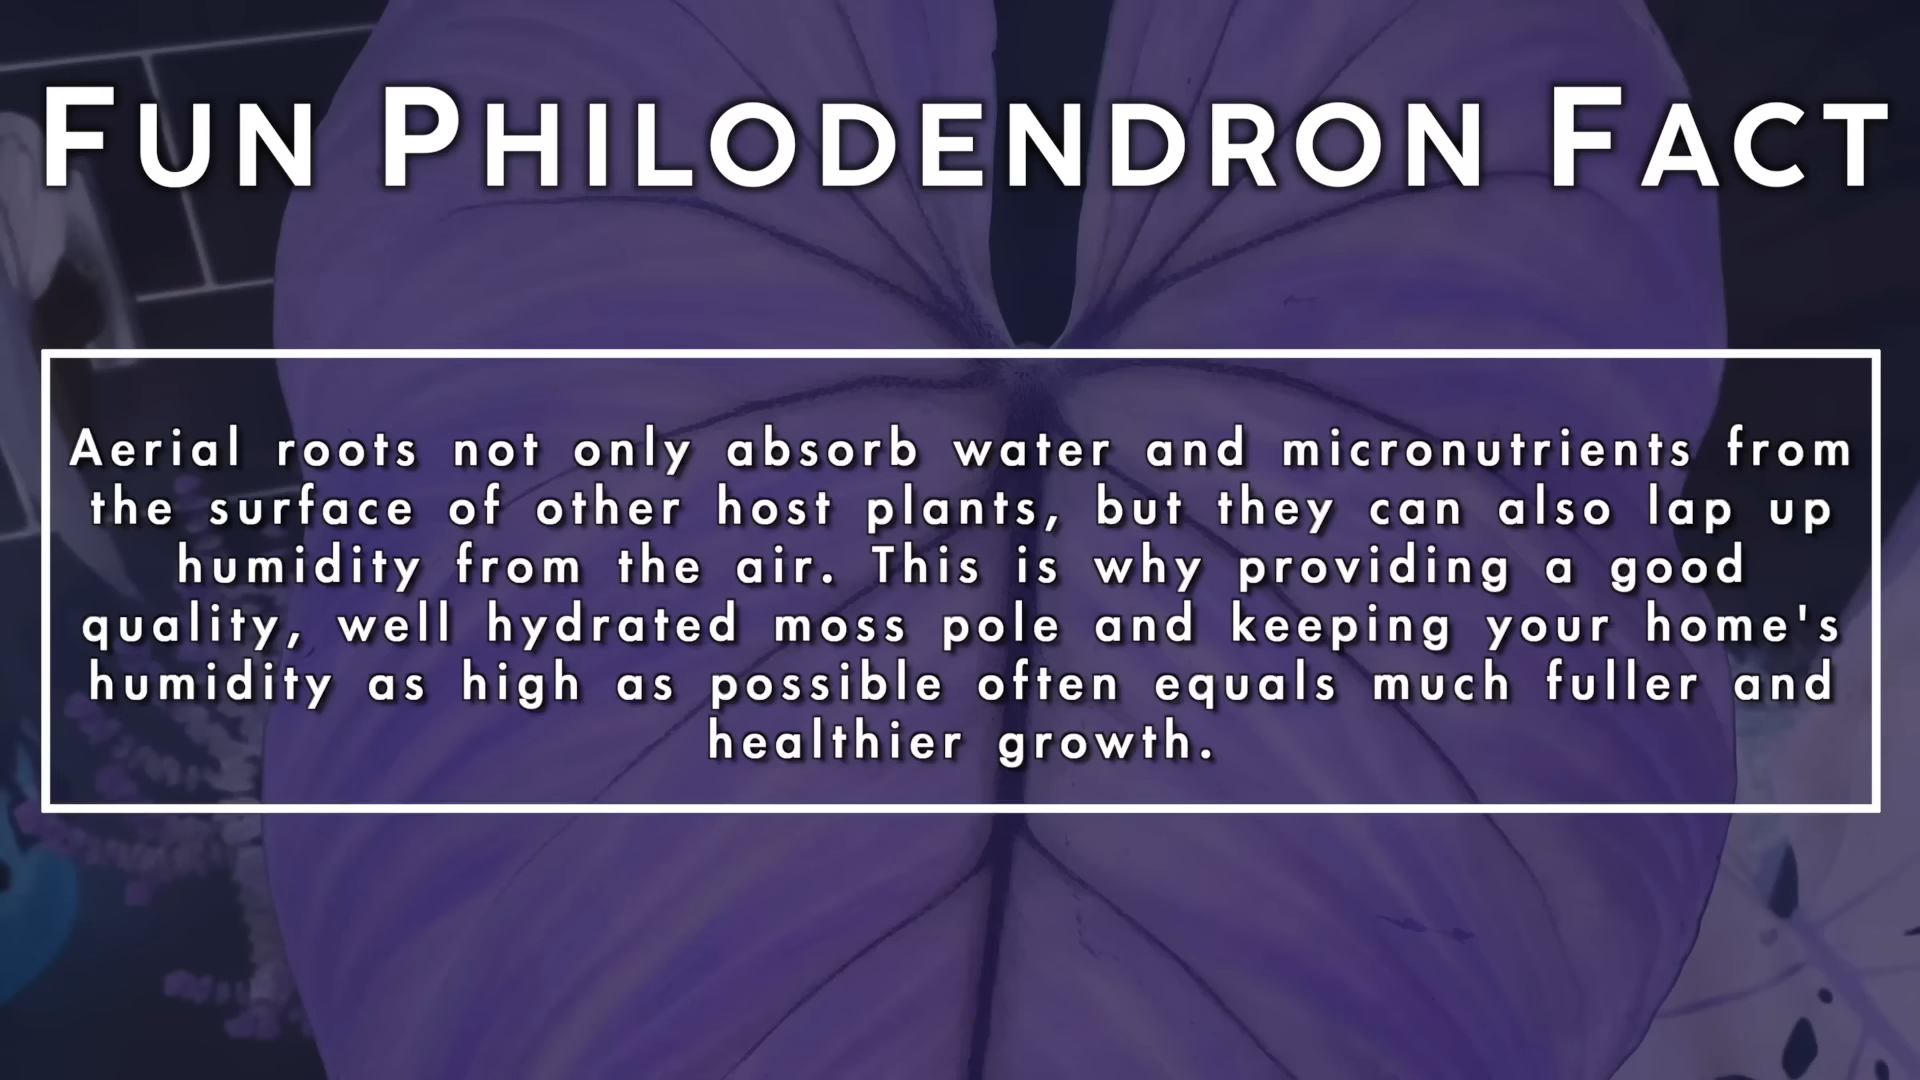 FUN PHILODENDRON FACT
Aerial roots not only absorb water and micronutrients from
the surface of other host plants, but they can also lap up
humidity from the air. This is why providing a good
quality, well hydrated moss pole and keeping your home's
humidity as high as possible often equals much fuller and
healthier growth.